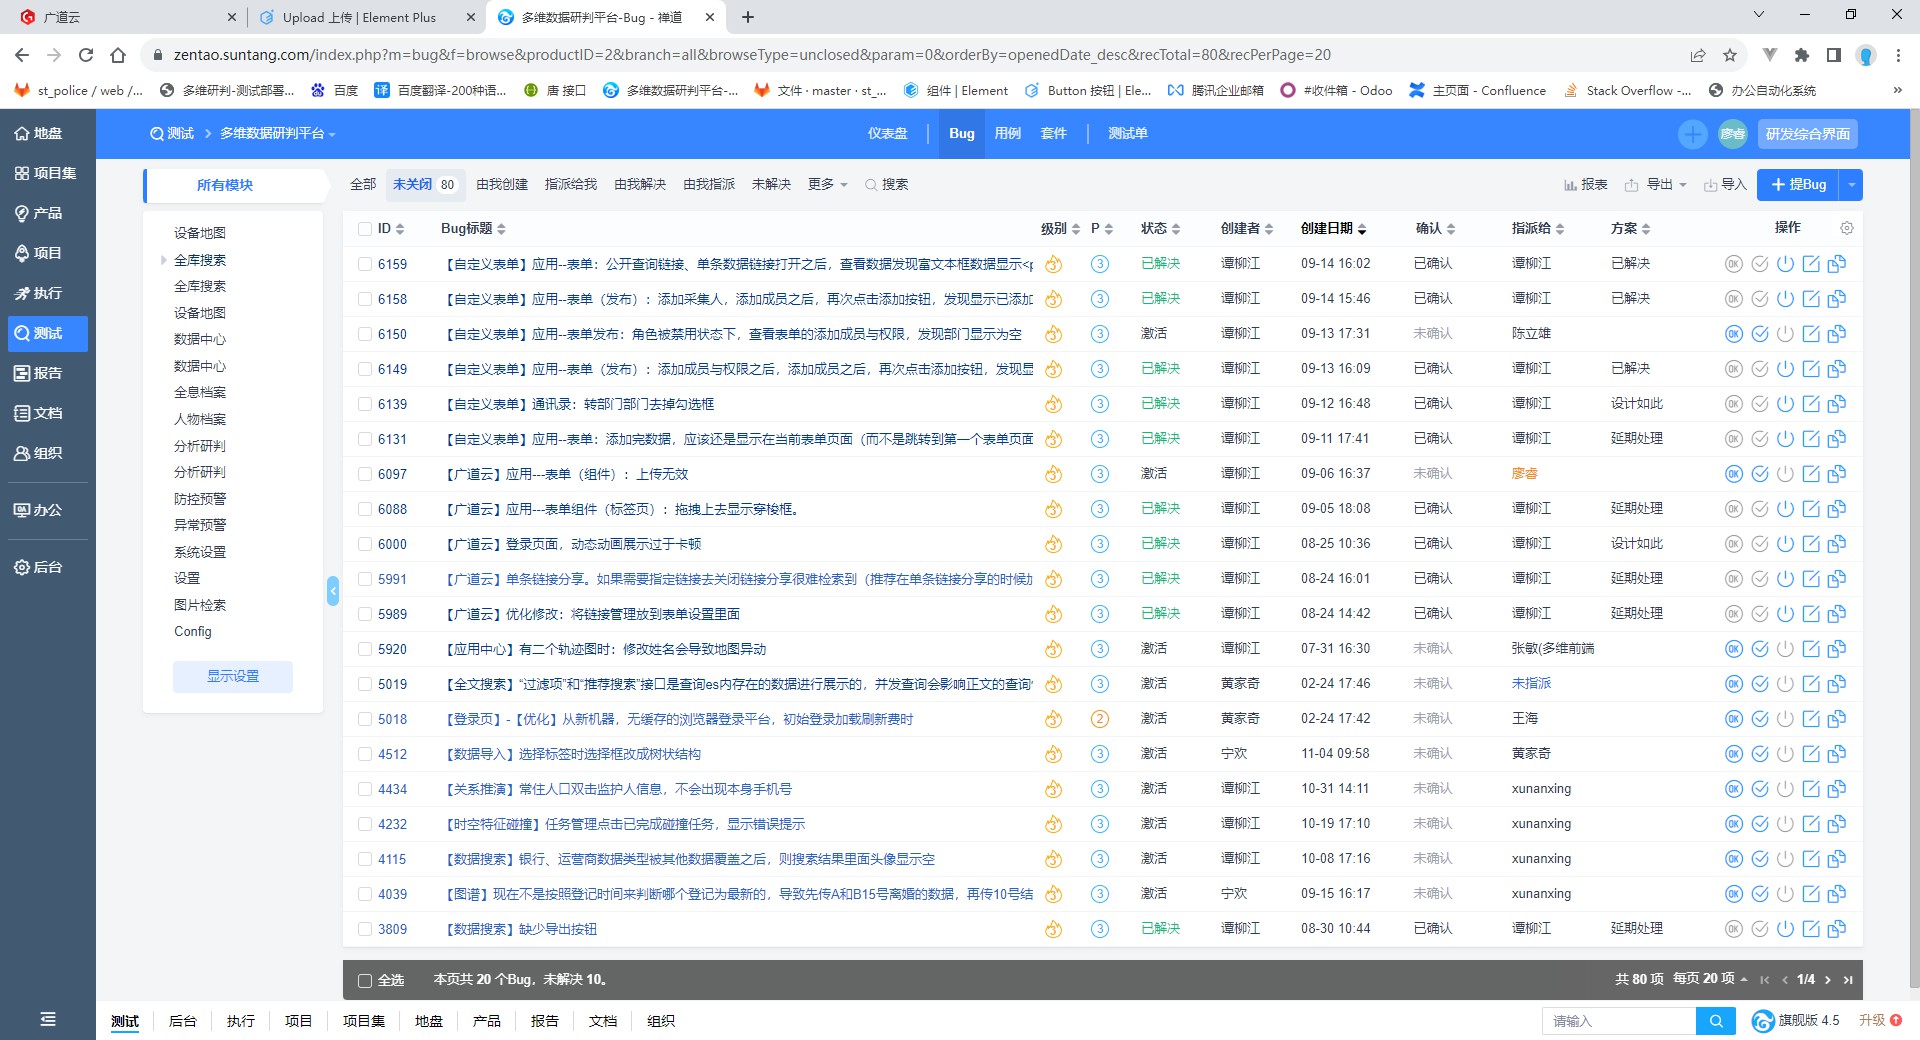 广道云
Upload 上传 | Element Plus
多维数据研判平台-Bug - 禅道
zentao.suntang.com/index.php?m=bug&f=browse&productID=2&branch=all&browseType=unclosed&param=0&orderBy=openedDate_desc&recTotal=80&recPerPage=20
st_police / web /...
多维研判-测试部署...
百度
百度翻译-200种语...
唐 接口
多维数据研判平台-...
文件 · master · st_...
组件 | Element
Button 按钮 | Ele...
腾讯企业邮箱
#收件箱 - Odoo
主页面 - Confluence
Stack Overflow -...
办公自动化系统
地盘
项目集
产品
项目
执行
测试
报告
文档
组织
办公
后台
测试 多维数据研判平台
仪表盘 Bug 用例 套件 测试单
廖睿
研发综合界面
所有模块
设备地图
全库搜索
全库搜索
设备地图
数据中心
数据中心
全息档案
人物档案
分析研判
分析研判
防控预警
异常预警
系统设置
设置
图片检索
Config
显示设置
全部 未关闭 80 由我创建 指派给我 由我解决 由我指派 未解决 更多 搜索
报表 导出 导入 提Bug
ID Bug标题 级别 P 状态 创建者 创建日期 确认 指派给 方案 操作
6159 【自定义表单】应用--表单：公开查询链接、单条数据链接打开之后，查看数据发现富文本框数据显示<p 3 3 已解决 谭柳江 09-14 16:02 已确认 谭柳江 已解决
6158 【自定义表单】应用--表单（发布）：添加采集人，添加成员之后，再次点击添加按钮，发现显示已添加 3 3 已解决 谭柳江 09-14 15:46 已确认 谭柳江 已解决
6150 【自定义表单】应用--表单发布：角色被禁用状态下，查看表单的添加成员与权限，发现部门显示为空 3 3 激活 谭柳江 09-13 17:31 未确认 陈立雄
6149 【自定义表单】应用--表单（发布）：添加成员与权限之后，添加成员之后，再次点击添加按钮，发现显 3 3 已解决 谭柳江 09-13 16:09 已确认 谭柳江 已解决
6139 【自定义表单】通讯录：转部门部门去掉勾选框 3 3 已解决 谭柳江 09-12 16:48 已确认 谭柳江 设计如此
6131 【自定义表单】应用--表单：添加完数据，应该还是显示在当前表单页面（而不是跳转到第一个表单页面 3 3 已解决 谭柳江 09-11 17:41 已确认 谭柳江 延期处理
6097 【广道云】应用---表单（组件）：上传无效 3 3 激活 谭柳江 09-06 16:37 未确认 廖睿
6088 【广道云】应用---表单组件（标签页）：拖拽上去显示穿梭框。 3 3 已解决 谭柳江 09-05 18:08 已确认 谭柳江 延期处理
6000 【广道云】登录页面，动态动画展示过于卡顿 3 3 已解决 谭柳江 08-25 10:36 已确认 谭柳江 设计如此
5991 【广道云】单条链接分享。如果需要指定链接去关闭链接分享很难检索到（推荐在单条链接分享的时候加 3 3 已解决 谭柳江 08-24 16:01 已确认 谭柳江 延期处理
5989 【广道云】优化修改：将链接管理放到表单设置里面 3 3 已解决 谭柳江 08-24 14:42 已确认 谭柳江 延期处理
5920 【应用中心】有二个轨迹图时：修改姓名会导致地图异动 3 3 激活 谭柳江 07-31 16:30 未确认 张敏(多维前端
5019 【全文搜索】“过滤项”和“推荐搜索”接口是查询es内存在的数据进行展示的，并发查询会影响正文的查询 3 3 激活 黄家奇 02-24 17:46 未确认 未指派
5018 【登录页】-【优化】从新机器，无缓存的浏览器登录平台，初始登录加载刷新费时 3 2 激活 黄家奇 02-24 17:42 未确认 王海
4512 【数据导入】选择标签时选择框改成树状结构 3 3 激活 宁欢 11-04 09:58 未确认 黄家奇
4434 【关系推演】常住人口双击监护人信息，不会出现本身手机号 3 3 激活 谭柳江 10-31 14:11 未确认 xunanxing
4232 【时空特征碰撞】任务管理点击已完成碰撞任务，显示错误提示 3 3 激活 谭柳江 10-19 17:10 未确认 xunanxing
4115 【数据搜索】银行、运营商数据类型被其他数据覆盖之后，则搜索结果里面头像显示空 3 3 激活 谭柳江 10-08 17:16 未确认 xunanxing
4039 【图谱】现在不是按照登记时间来判断哪个登记为最新的，导致先传A和B15号离婚的数据，再传10号结 3 3 激活 宁欢 09-15 16:17 未确认 xunanxing
3809 【数据搜索】缺少导出按钮 3 3 已解决 谭柳江 08-30 10:44 已确认 谭柳江 延期处理
全选 本页共 20 个Bug，未解决 10。
共 80 项 每页 20 项 1/4
测试 后台 执行 项目 项目集 地盘 产品 报告 文档 组织
请输入
旗舰版 4.5 升级